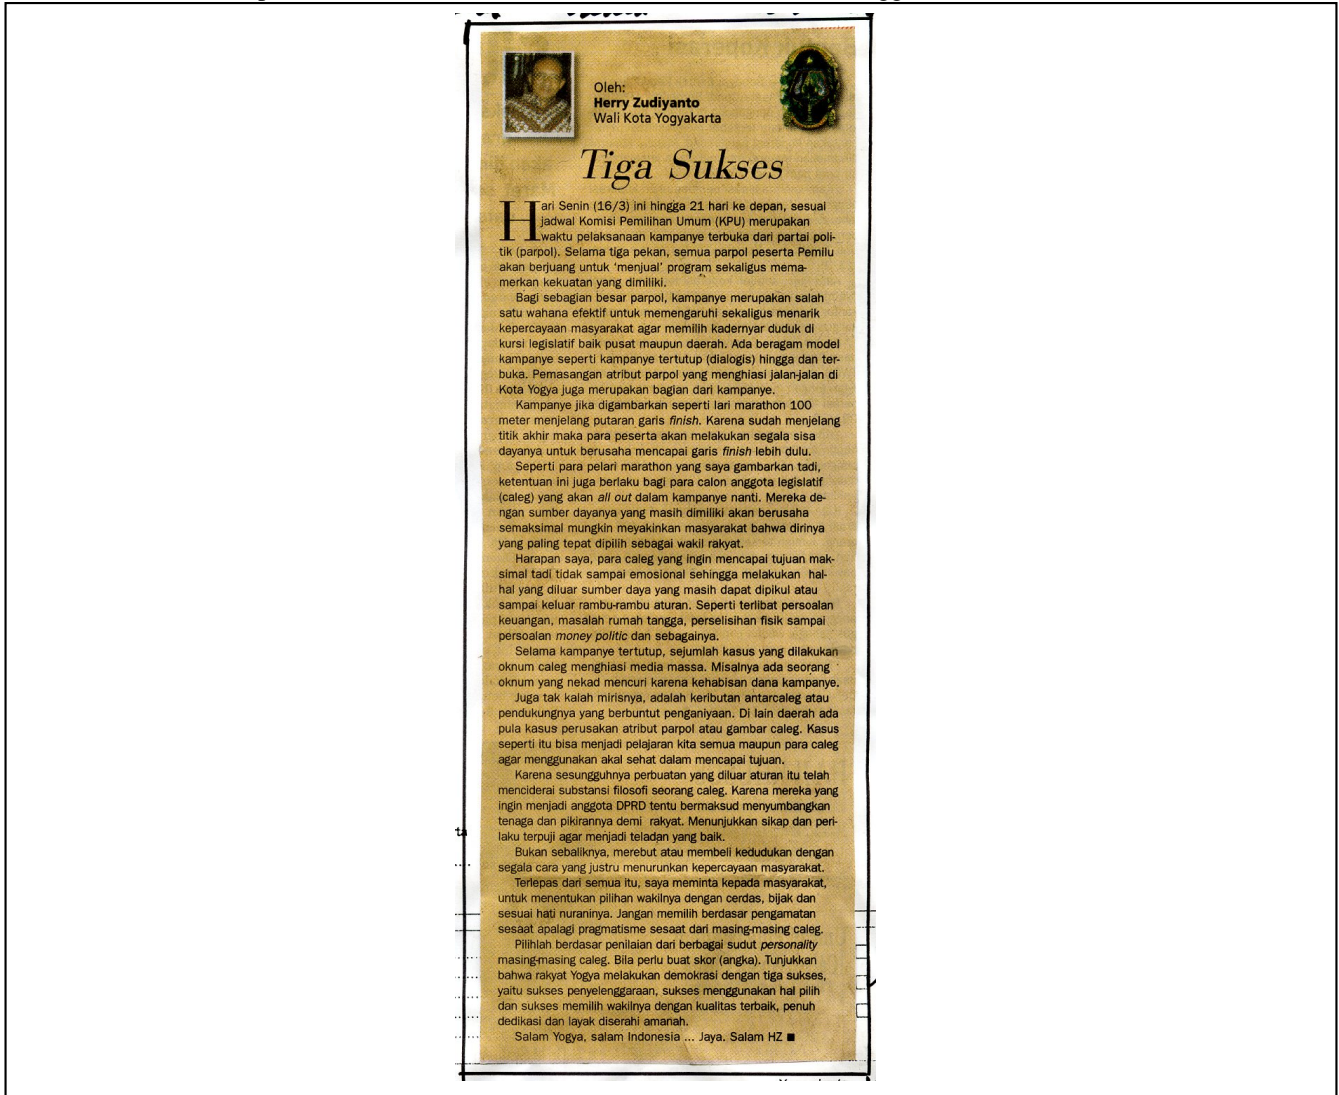 Oleh:
Herry Zudiyanto
Wali Kota Yogyakarta
Tiga Sukses
Hari Senin (16/3) ini hingga 21 hari ke depan, sesuai
jadwal Komisi Pemilihan Umum (KPU) merupakan
waktu pelaksanaan kampanye terbuka dari partai poli-
tik (parpol). Selama tiga pekan, semua parpol peserta Pemilu
akan berjuang untuk 'menjual' program sekaligus mema-
merkan kekuatan yang dimiliki.
Bagi sebagian besar parpol, kampanye merupakan salah
satu wahana efektif untuk memengaruhi sekaligus menarik
kepercayaan masyarakat agar memilih kadernyar duduk di
kursi legislatif baik pusat maupun daerah. Ada beragam model
kampanye seperti kampanye tertutup (dialogis) hingga dan ter-
buka. Pemasangan atribut parpol yang menghiasi jalan-jalan di
Kota Yogya juga merupakan bagian dari kampanye.
Kampanye jika digambarkan seperti lari marathon 100
meter menjelang putaran garis finish. Karena sudah menjelang
titik akhir maka para peserta akan melakukan segala sisa
dayanya untuk berusaha mencapai garis finish lebih dulu.
Seperti para pelari marathon yang saya gambarkan tadi,
ketentuan ini juga berlaku bagi para calon anggota legislatif
(caleg) yang akan all out dalam kampanye nanti. Mereka de-
ngan sumber dayanya yang masih dimiliki akan berusaha
semaksimal mungkin meyakinkan masyarakat bahwa dirinya
yang paling tepat dipilih sebagai wakil rakyat.
Harapan saya, para caleg yang ingin mencapai tujuan mak-
simal tadi tidak sampai emosional sehingga melakukan hal-
hal yang diluar sumber daya yang masih dapat dipikul atau
sampai keluar rambu-rambu aturan. Seperti terlibat persoalan
keuangan, masalah rumah tangga, perselisihan fisik sampai
persoalan money politic dan sebagainya.
Selama kampanye tertutup, sejumlah kasus yang dilakukan
oknum caleg menghiasi media massa. Misalnya ada seorang
oknum yang nekad mencuri karena kehabisan dana kampanye.
Juga tak kalah mirisnya, adalah keributan antarcaleg atau
pendukungnya yang berbuntut penganiyaan. Di lain daerah ada
pula kasus perusakan atribut parpol atau gambar caleg. Kasus
seperti itu bisa menjadi pelajaran kita semua maupun para caleg
agar menggunakan akal sehat dalam mencapai tujuan.
Karena sesungguhnya perbuatan yang diluar aturan itu telah
menciderai substansi filosofi seorang caleg. Karena mereka yang
ingin menjadi anggota DPRD tentu bermaksud menyumbangkan
tenaga dan pikirannya demi rakyat. Menunjukkan sikap dan peri-
laku terpuji agar menjadi teladan yang baik.
Bukan sebaliknya, merebut atau membeli kedudukan dengan
segala cara yang justru menurunkan kepercayaan masyarakat.
Terlepas dari semua itu, saya meminta kepada masyarakat,
untuk menentukan pilihan wakilnya dengan cerdas, bijak dan
sesuai hati nuraninya. Jangan memilih berdasar pengamatan
sesaat apalagi pragmatisme sesaat dari masing-masing caleg.
Pilihlah berdasar penilaian dari berbagai sudut personality
masing-masing caleg. Bila perlu buat skor (angka). Tunjukkan
bahwa rakyat Yogya melakukan demokrasi dengan tiga sukses,
yaitu sukses penyelenggaraan, sukses menggunakan hal pilih
dan sukses memilih wakilnya dengan kualitas terbaik, penuh
dedikasi dan layak diserahi amanah.
Salam Yogya, salam Indonesia ... Jaya. Salam HZ ■
ta